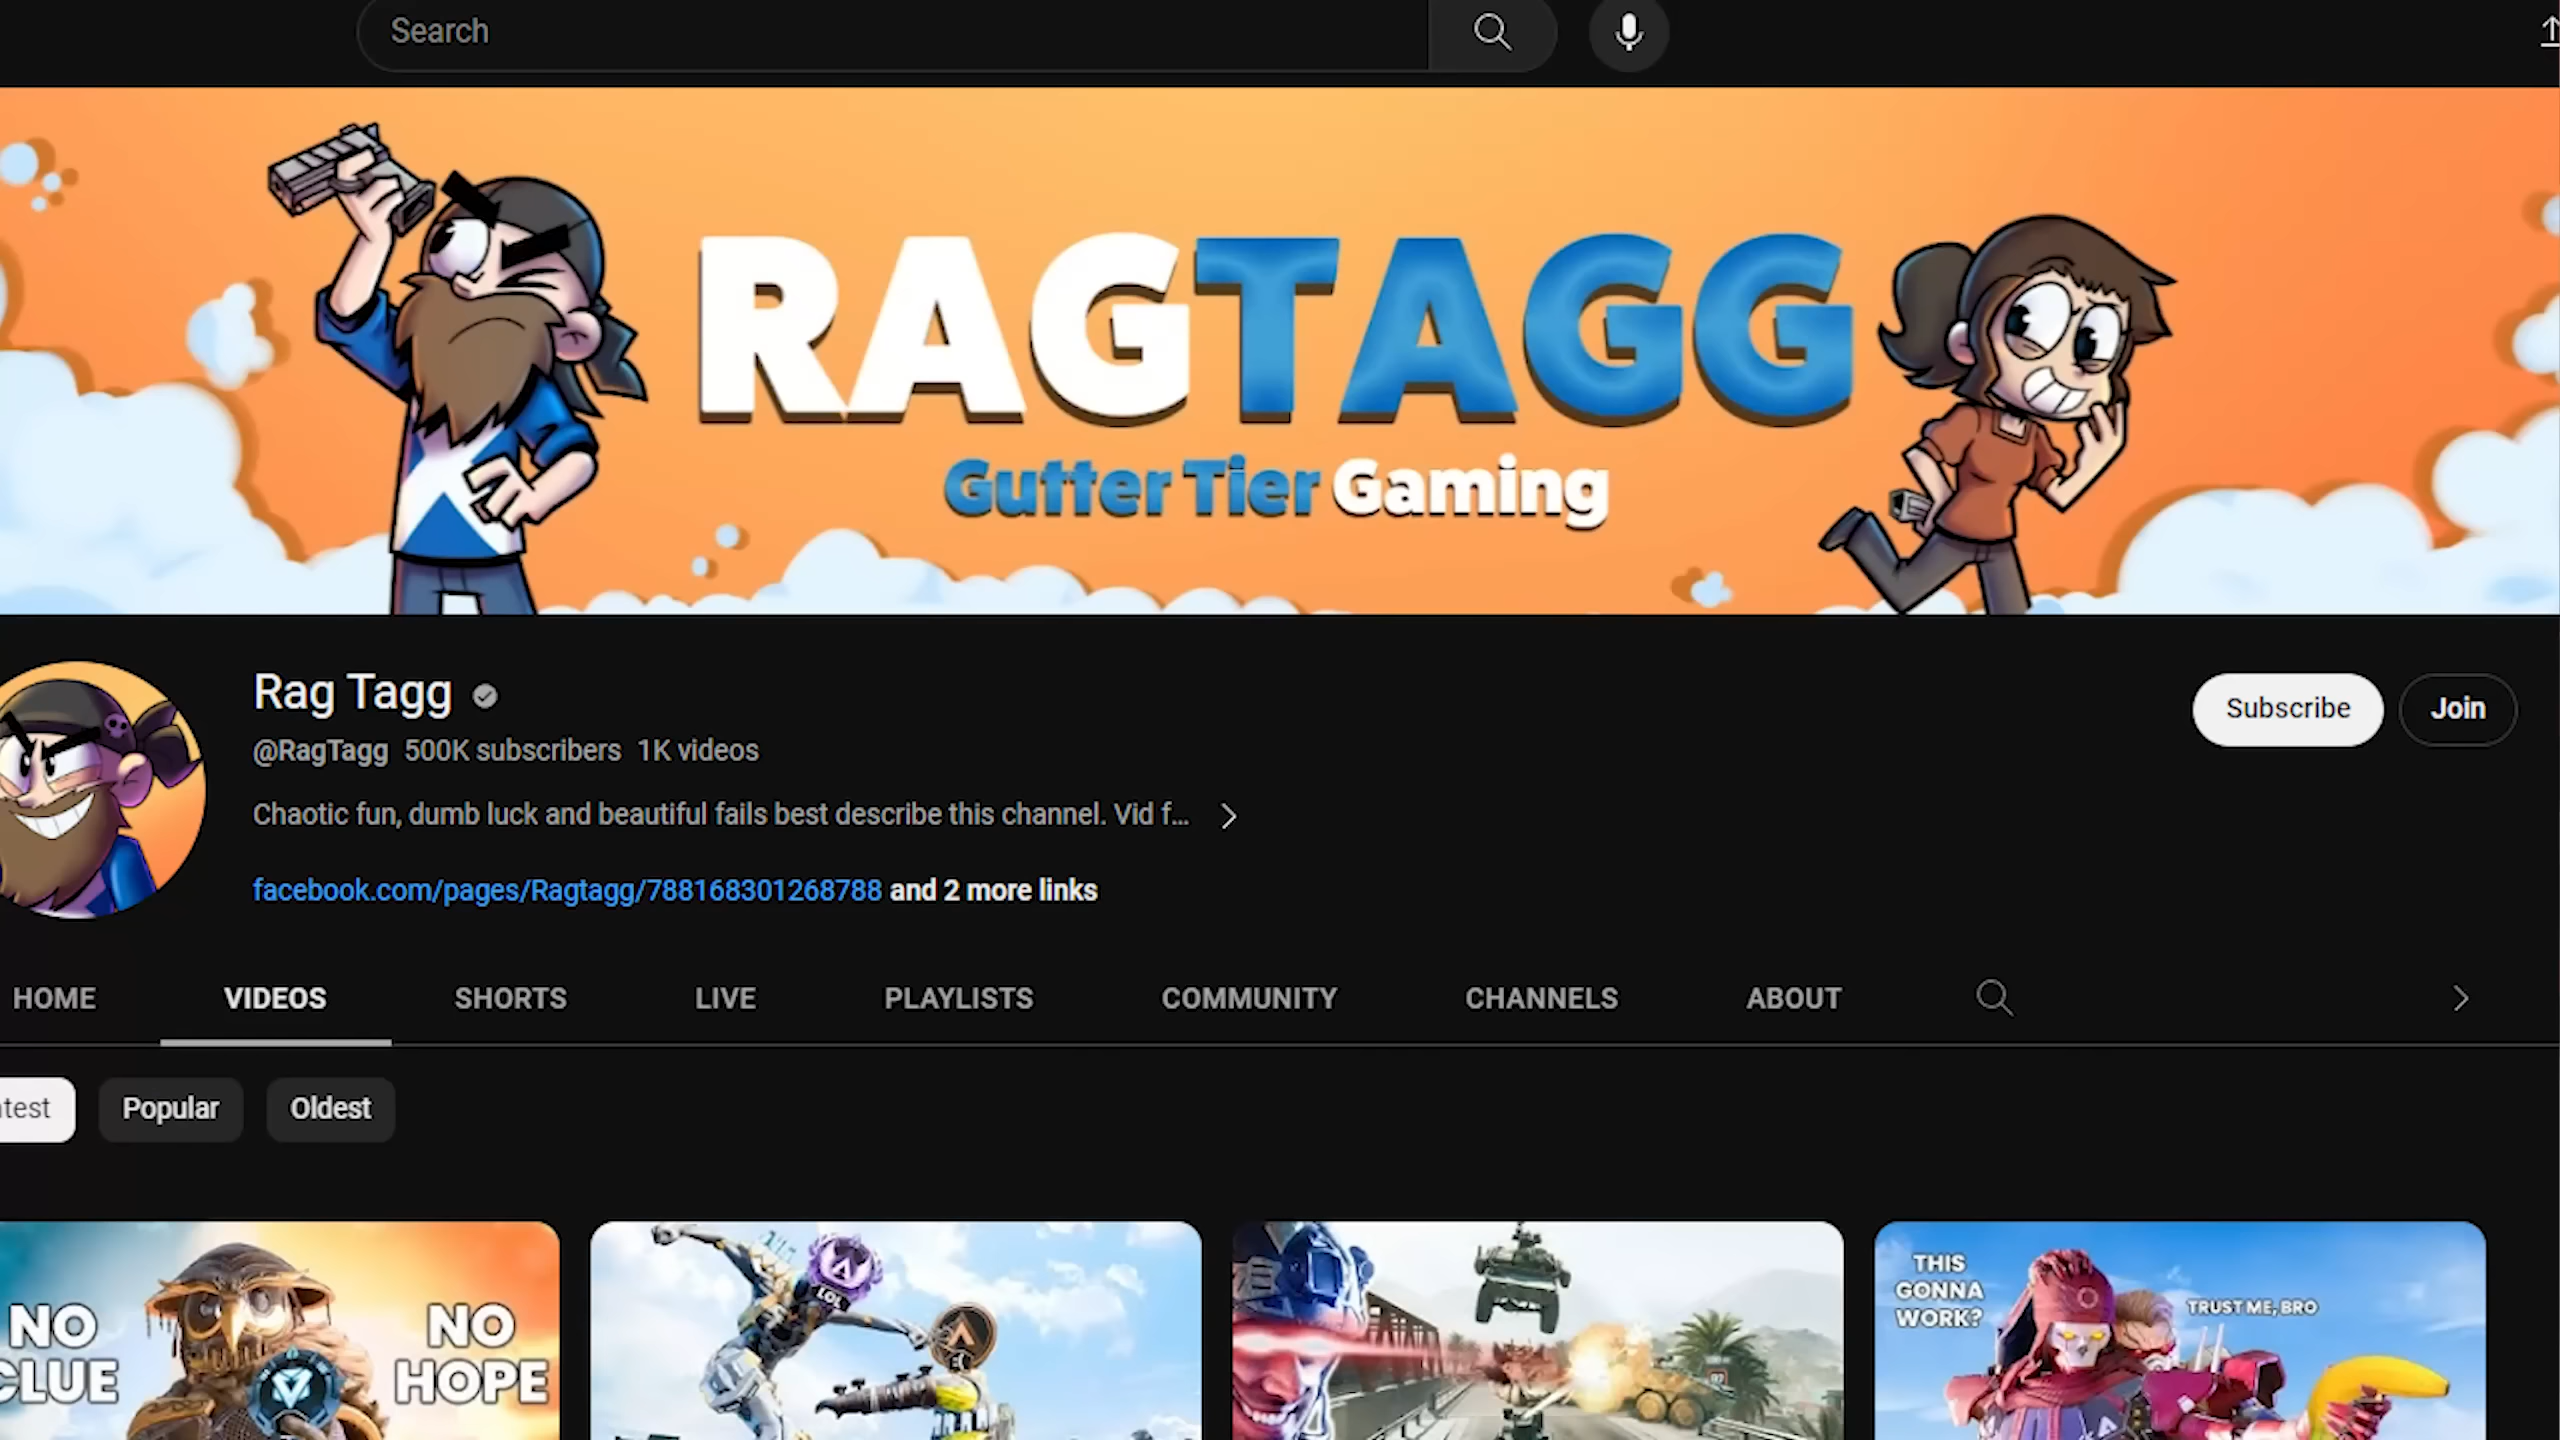 Search
RAGTAGG
Gutter Tier Gaming
Rag Tagg
@RagTagg 500K subscribers 1K videos
Subscribe
Join
Chaotic fun, dumb luck and beautiful fails best describe this channel. Vid f...
facebook.com/pages/Ragtagg/788168301268788 and 2 more links
HOME VIDEOS SHORTS LIVE PLAYLISTS COMMUNITY CHANNELS ABOUT
Popular Oldest
NO
CLUE
NO
HOPE
LOL
THIS
GONNA
WORK?
TRUST ME, BRO